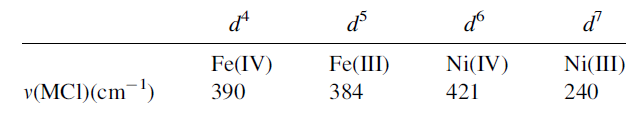 d⁴ d⁵ d⁶ d⁷
Fe(IV) Fe(III) Ni(IV) Ni(III)
ν(MCl)(cm⁻¹) 390 384 421 240